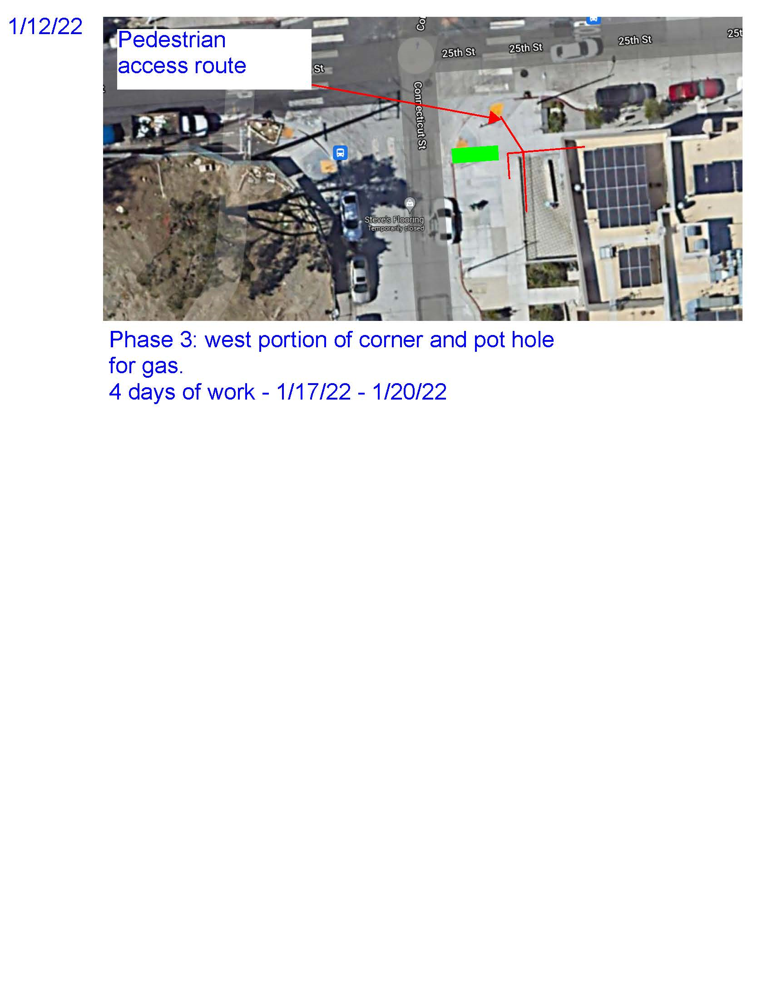 1/12/22
Pedestrian
access route
St
25th St
25th St
25th St
25t
Connecticut St
Steve's Flooring
Temporarily closed
Phase 3: west portion of corner and pot hole
for gas.
4 days of work - 1/17/22 - 1/20/22